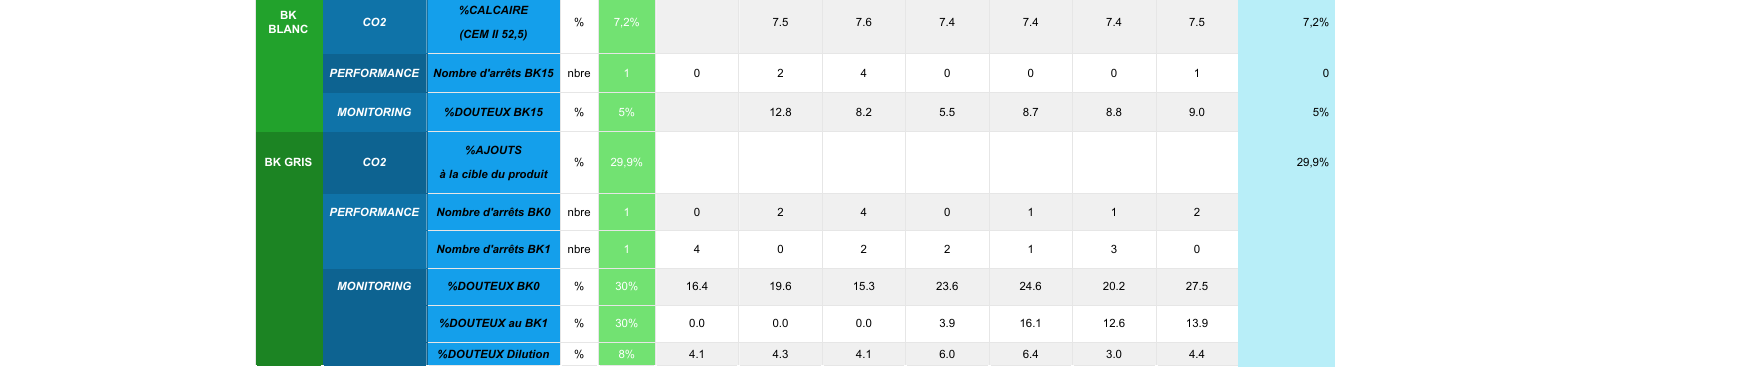 BK BLANC CO2 %CALCAIRE (CEM II 52,5) % 7,2% 7.5 7.6 7.4 7.4 7.4 7.5 7,2%
PERFORMANCE Nombre d'arrêts BK15 nbre 1 0 2 4 0 0 0 1 0
MONITORING %DOUTEUX BK15 % 5% 12.8 8.2 5.5 8.7 8.8 9.0 5%
BK GRIS CO2 %AJOUTS à la cible du produit % 29,9% 29,9%
PERFORMANCE Nombre d'arrêts BK0 nbre 1 0 2 4 0 1 1 2
Nombre d'arrêts BK1 nbre 1 4 0 2 2 1 3 0
MONITORING %DOUTEUX BK0 % 30% 16.4 19.6 15.3 23.6 24.6 20.2 27.5
%DOUTEUX au BK1 % 30% 0.0 0.0 0.0 3.9 16.1 12.6 13.9
%DOUTEUX Dilution % 8% 4.1 4.3 4.1 6.0 6.4 3.0 4.4